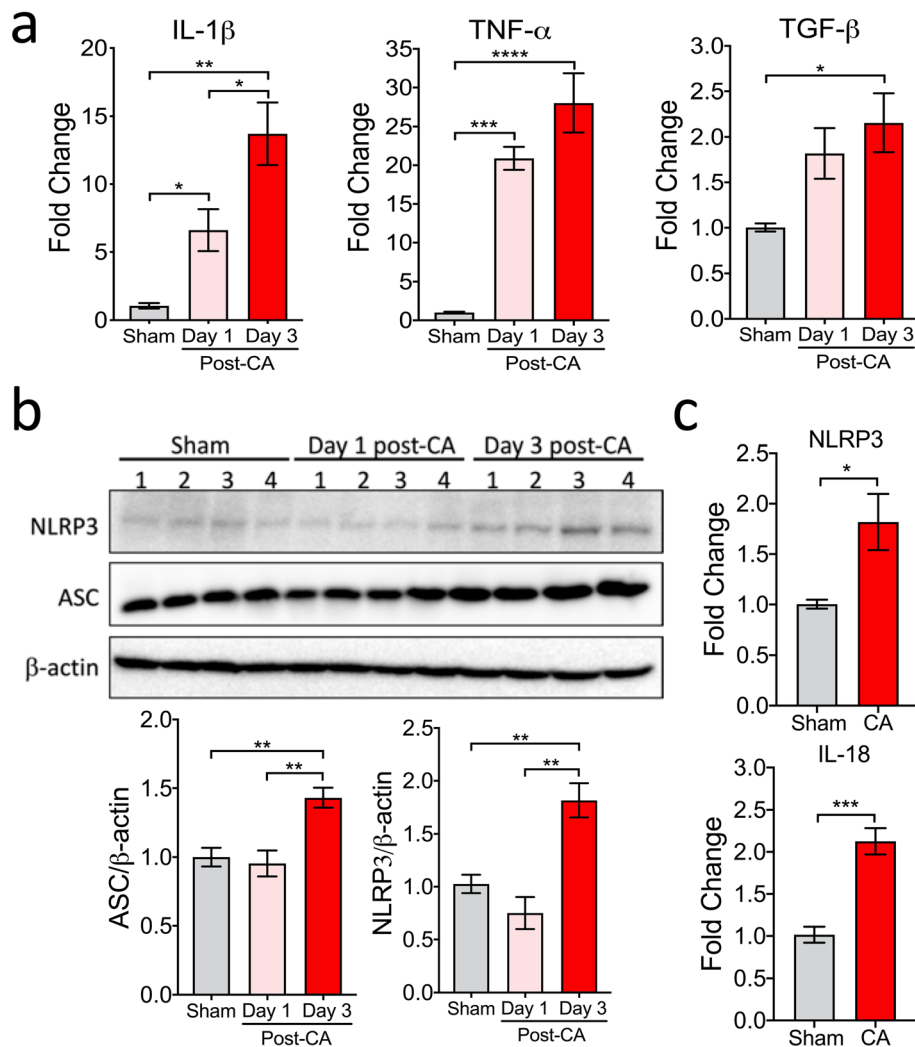 a
IL-1β TNF-α TGF-β
Fold Change
20
15
10
5
0
**
*
*
Sham Day 1 Day 3
Post-CA
Fold Change
40
35
30
25
20
15
10
5
0
****
***
Sham Day 1 Day 3
Post-CA
Fold Change
3.0
2.5
2.0
1.5
1.0
0.5
0.0
*
Sham Day 1 Day 3
Post-CA
b
Sham Day 1 post-CA Day 3 post-CA
1 2 3 4 1 2 3 4 1 2 3 4
NLRP3
ASC
β-actin
ASC/β-actin
2.0
1.5
1.0
0.5
0.0
**
**
Sham Day 1 Day 3
Post-CA
NLRP3/β-actin
2.5
2.0
1.5
1.0
0.5
0.0
**
**
Sham Day 1 Day 3
Post-CA
c
NLRP3
Fold Change
2.5
2.0
1.5
1.0
0.5
0.0
*
Sham CA
IL-18
Fold Change
3.0
2.5
2.0
1.5
1.0
0.5
0.0
***
Sham CA